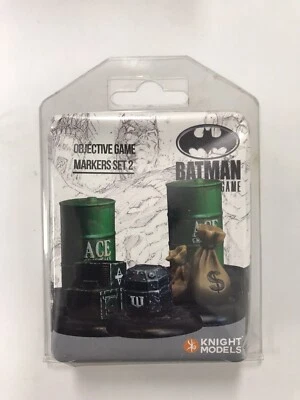 OBJECTIVE GAME
MARKERS SET 2
BATMAN
GAME
ACE
ACE
W
$
KNIGHT
MODELS